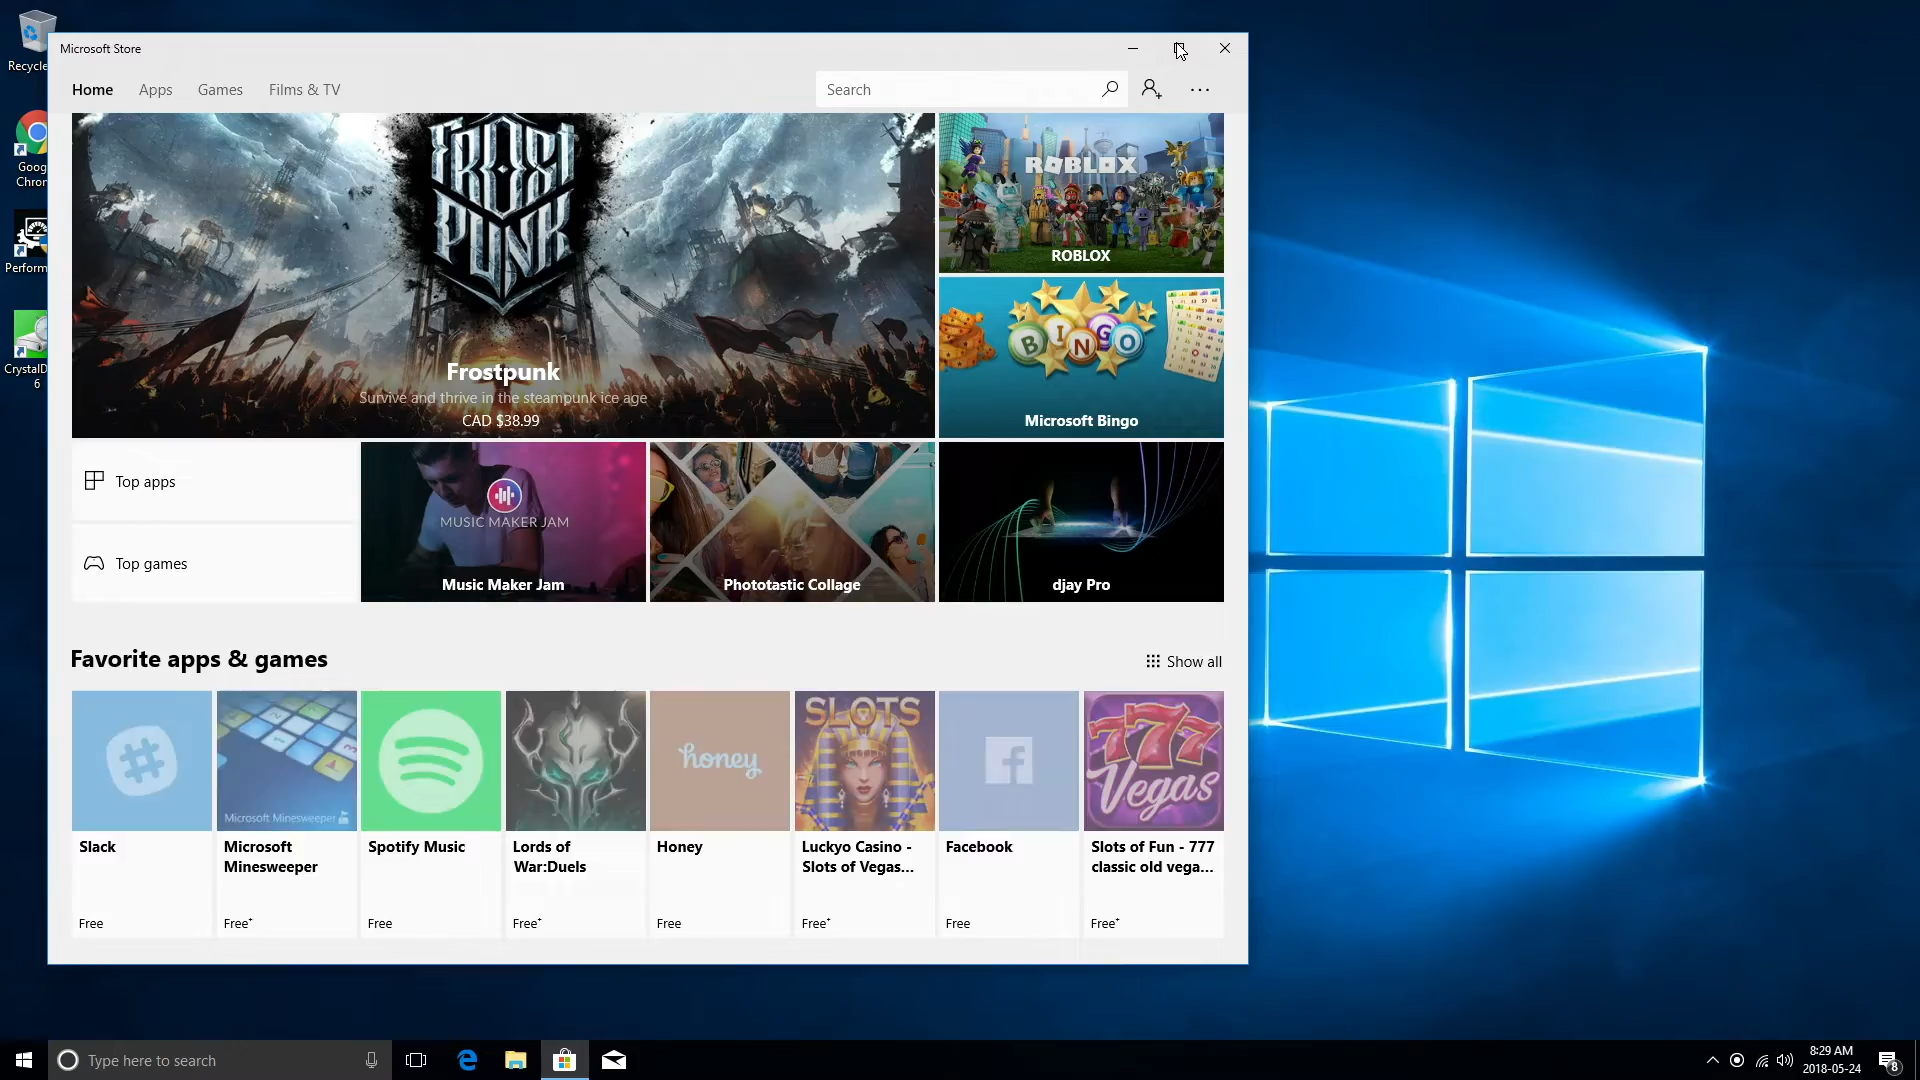 Recycle
Microsoft Store
Home
Apps
Games
Films & TV
Search
Goog
Chron
Perform
CrystalD
6
FROST
PUNK
Frostpunk
Survive and thrive in the steampunk ice age
CAD $38.99
ROBLOX
ROBLOX
BINGO
Microsoft Bingo
Top apps
Top games
MUSIC MAKER JAM
Music Maker Jam
Phototastic Collage
djay Pro
Favorite apps & games
Show all
Microsoft Minesweeper
honey
SLOTS
777
Vegas
Slack
Microsoft
Minesweeper
Spotify Music
Lords of
War:Duels
Honey
Luckyo Casino -
Slots of Vegas...
Facebook
Slots of Fun - 777
classic old vega...
Free
Free+
Free
Free+
Free
Free+
Free
Free+
Type here to search
8:29 AM
2018-05-24
8